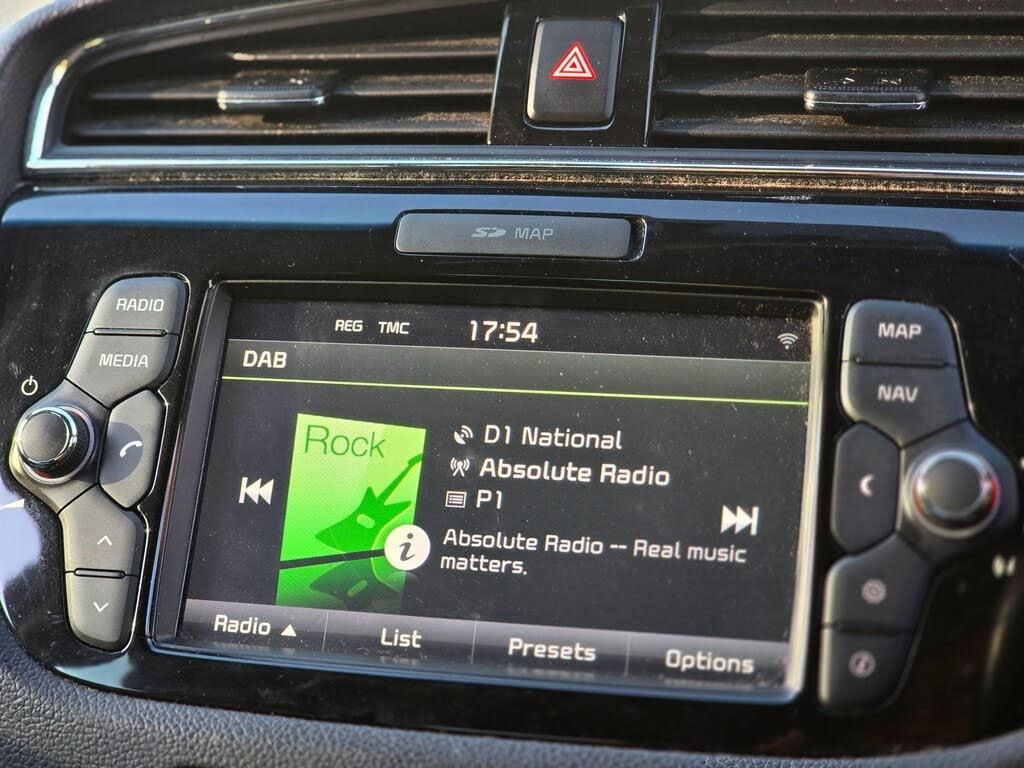 SD MAP
RADIO
MEDIA
MAP
NAV
REG TMC 17:54
DAB
Rock
D1 National
Absolute Radio
P1
i
Absolute Radio -- Real music
matters.
Radio ▲ List Presets Options